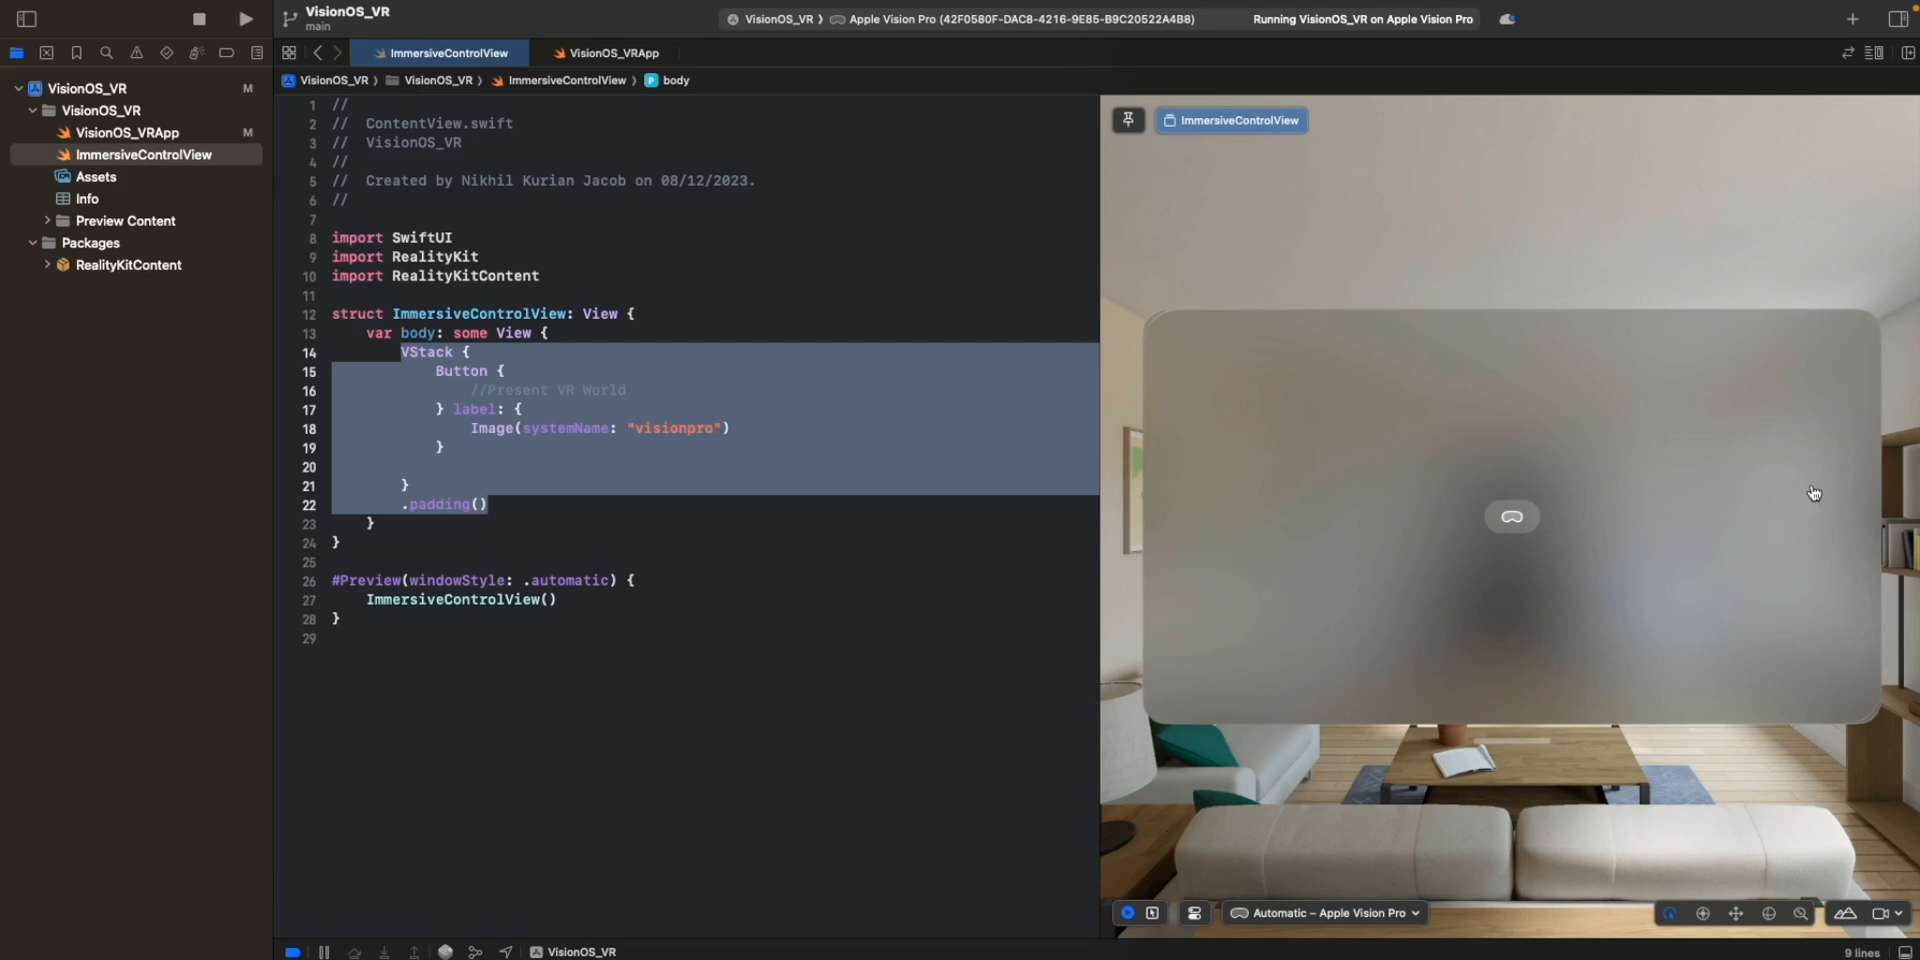 VisionOS_VR
main
VisionOS_VR
Apple Vision Pro (42F0580F-DAC8-4216-9E85-B9C20522A4B8)
Running VisionOS_VR on Apple Vision Pro
ImmersiveControlView
VisionOS_VRApp
VisionOS_VR
VisionOS_VR
ImmersiveControlView
body
VisionOS_VR M
VisionOS_VR
VisionOS_VRApp M
ImmersiveControlView
Assets
Info
Preview Content
Packages
RealityKitContent
1 //
2 // ContentView.swift
3 // VisionOS_VR
4 //
5 // Created by Nikhil Kurian Jacob on 08/12/2023.
6 //
7
8 import SwiftUI
9 import RealityKit
10 import RealityKitContent
11
12 struct ImmersiveControlView: View {
13 var body: some View {
14 VStack {
15 Button {
16 //Present VR World
17 } label: {
18 Image(systemName: "visionpro")
19 }
20
21 }
22 .padding()
23 }
24 }
25
26 #Preview(windowStyle: .automatic) {
27 ImmersiveControlView()
28 }
29
ImmersiveControlView
Automatic – Apple Vision Pro
VisionOS_VR
9 lines